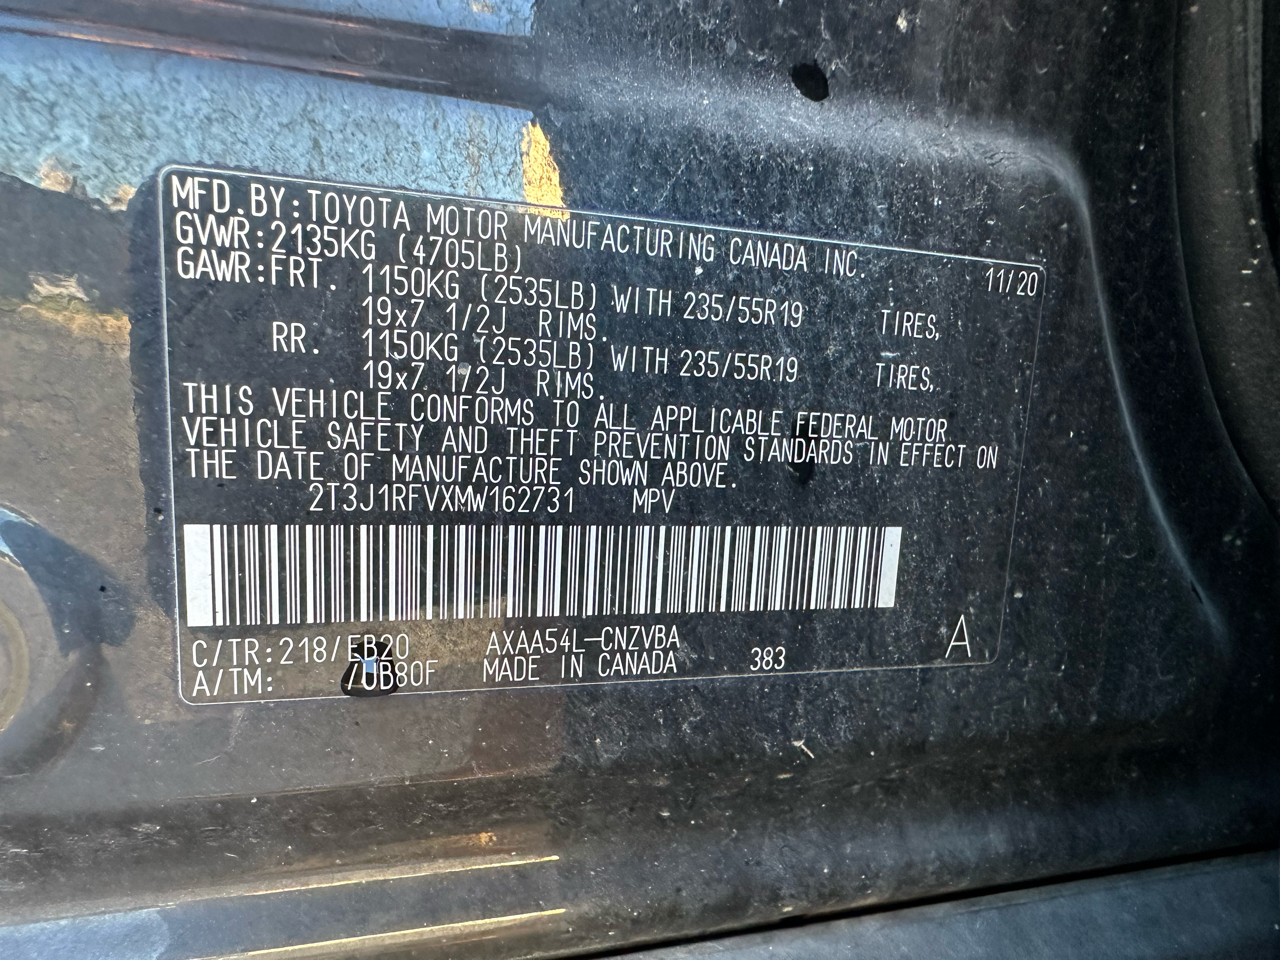 MFD.BY:TOYOTA MOTOR MANUFACTURING CANADA INC.
GVWR:2135KG (4705LB) 11/20
GAWR:FRT. 1150KG (2535LB) WITH 235/55R19 TIRES,
19x7 1/2J RIMS.
RR. 1150KG (2535LB) WITH 235/55R19 TIRES,
19x7 1/2J RIMS.
THIS VEHICLE CONFORMS TO ALL APPLICABLE FEDERAL MOTOR
VEHICLE SAFETY AND THEFT PREVENTION STANDARDS IN EFFECT ON
THE DATE OF MANUFACTURE SHOWN ABOVE.
2T3J1RFVXMW162731 MPV
C/TR:218/EB20 AXAA54L-CNZVBA A
A/TM: /UB80F MADE IN CANADA 383